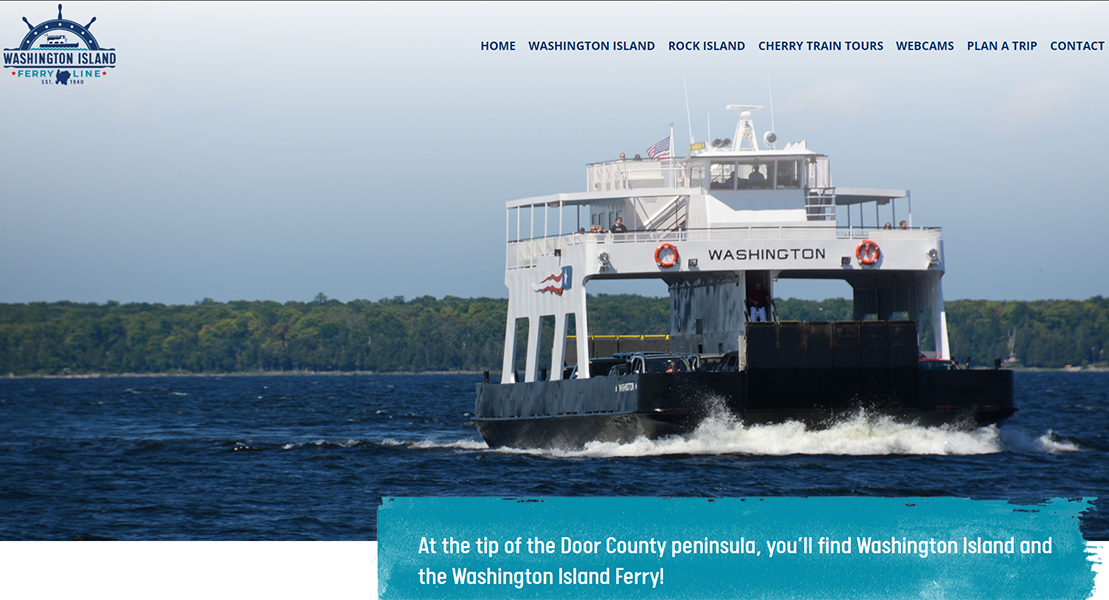 WASHINGTON ISLAND
FERRY LINE
EST. 1940
HOME WASHINGTON ISLAND ROCK ISLAND CHERRY TRAIN TOURS WEBCAMS PLAN A TRIP CONTACT
WASHINGTON
WASHINGTON
At the tip of the Door County peninsula, you'll find Washington Island and
the Washington Island Ferry!